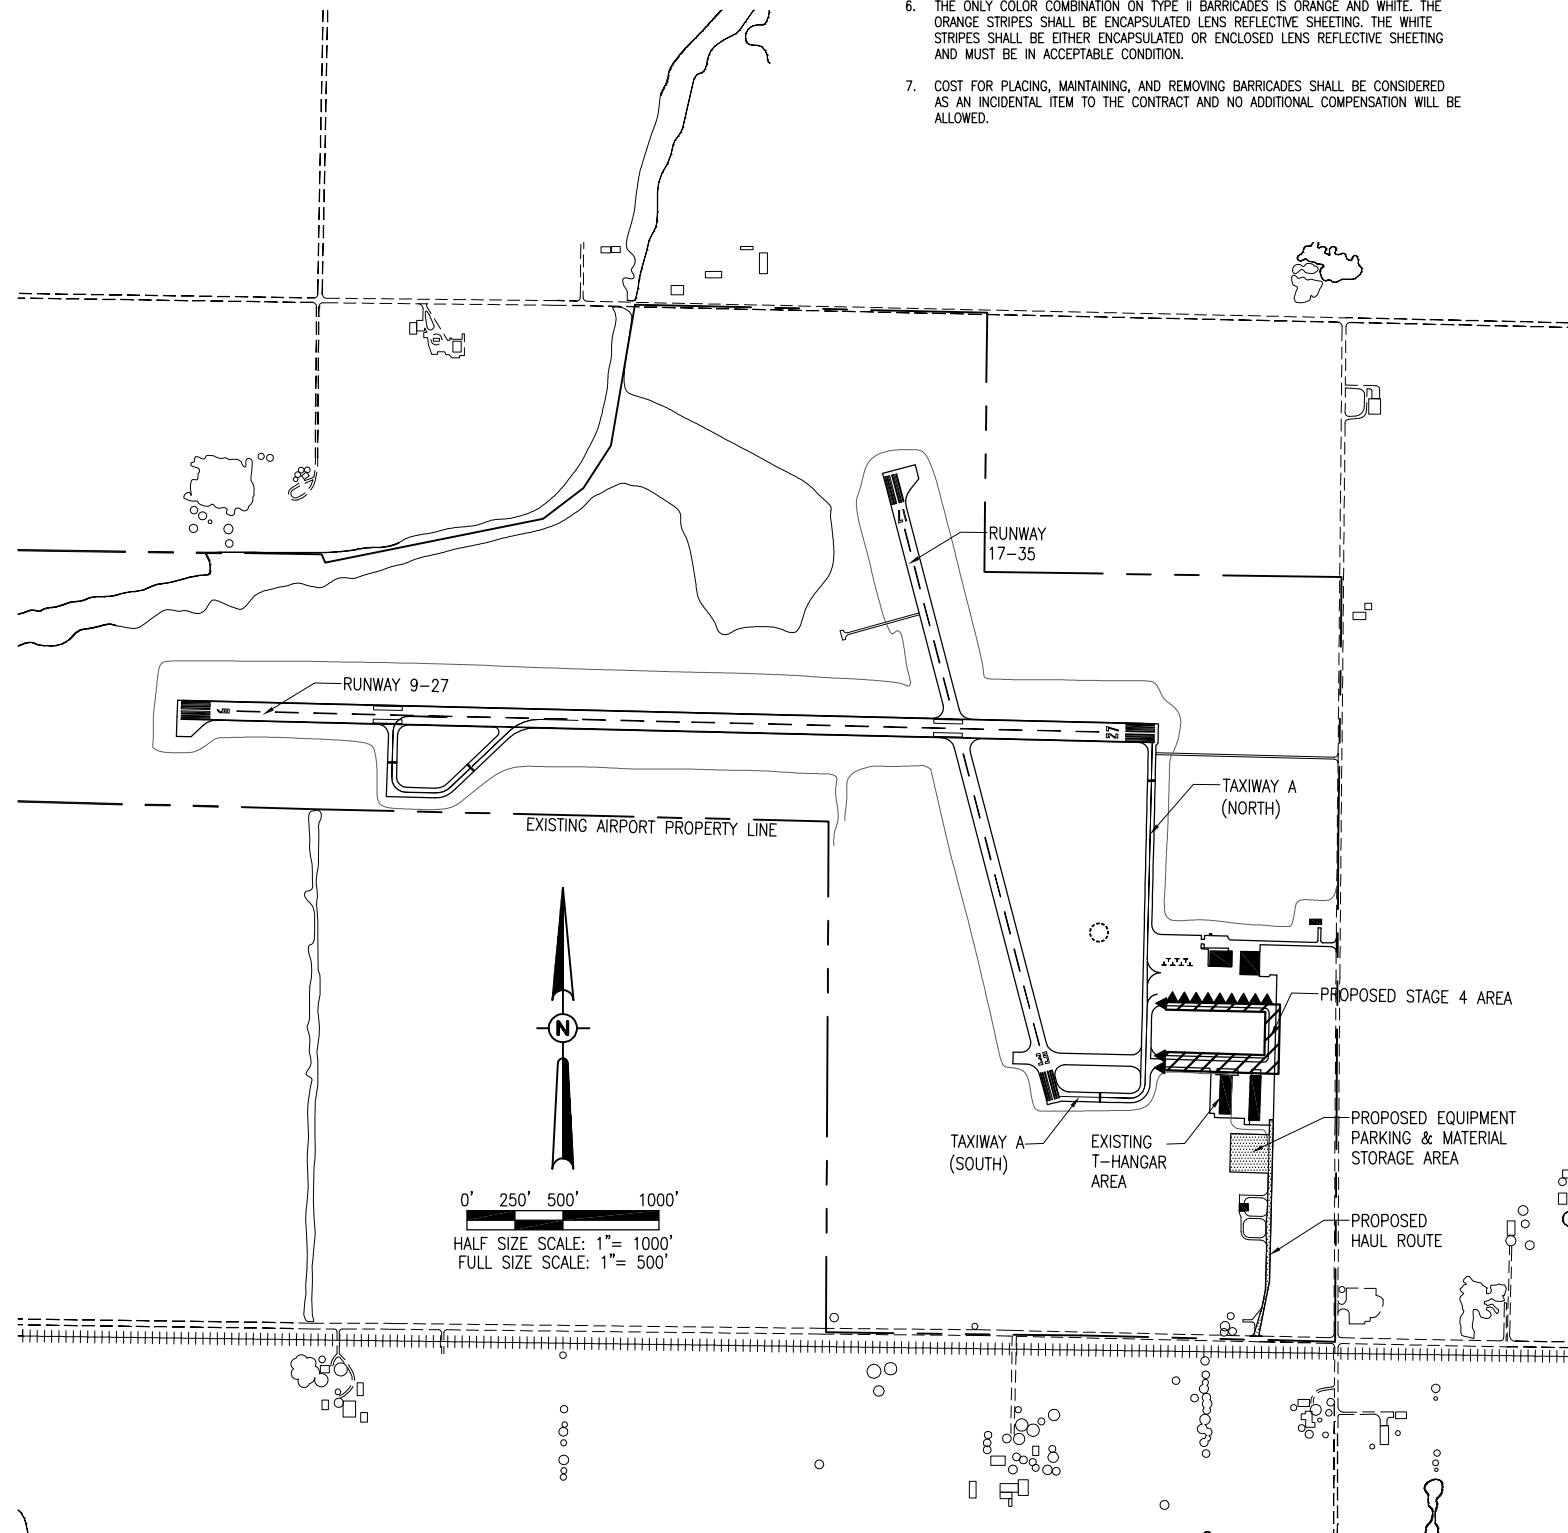 6. THE ONLY COLOR COMBINATION ON TYPE II BARRICADES IS ORANGE AND WHITE. THE
ORANGE STRIPES SHALL BE ENCAPSULATED LENS REFLECTIVE SHEETING. THE WHITE
STRIPES SHALL BE EITHER ENCAPSULATED OR ENCLOSED LENS REFLECTIVE SHEETING
AND MUST BE IN ACCEPTABLE CONDITION.
7. COST FOR PLACING, MAINTAINING, AND REMOVING BARRICADES SHALL BE CONSIDERED
AS AN INCIDENTAL ITEM TO THE CONTRACT AND NO ADDITIONAL COMPENSATION WILL BE
ALLOWED.
17
RUNWAY
17-35
RUNWAY 9-27
9
27
TAXIWAY A
(NORTH)
EXISTING AIRPORT PROPERTY LINE
N
PROPOSED STAGE 4 AREA
35
TAXIWAY A
(SOUTH)
EXISTING
T-HANGAR
AREA
PROPOSED EQUIPMENT
PARKING & MATERIAL
STORAGE AREA
PROPOSED
HAUL ROUTE
0' 250' 500' 1000'
HALF SIZE SCALE: 1"= 1000'
FULL SIZE SCALE: 1"= 500'